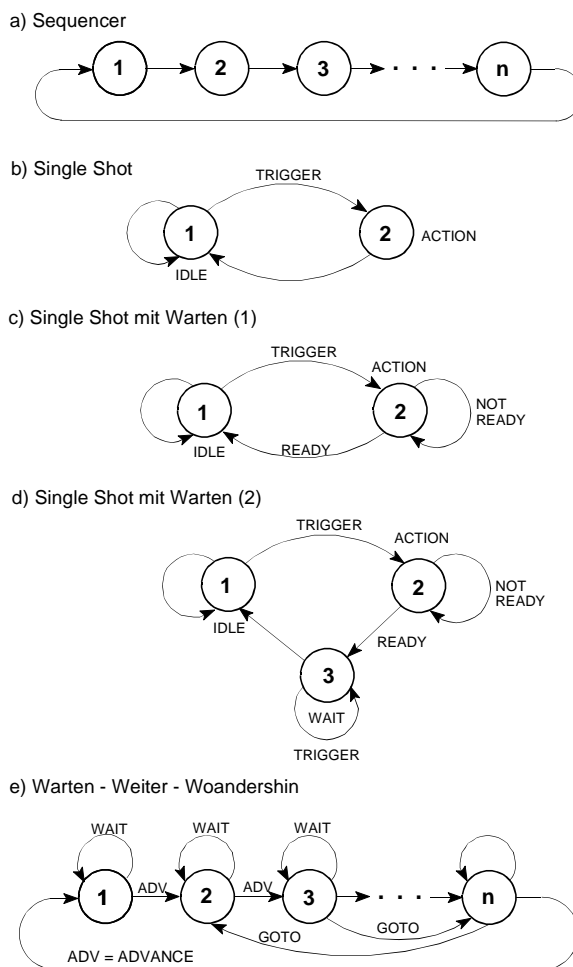 a) Sequencer
1 2 3 . . . n
b) Single Shot
TRIGGER
1 2
ACTION
IDLE
c) Single Shot mit Warten (1)
TRIGGER ACTION
1 2 NOT
READY
IDLE READY
d) Single Shot mit Warten (2)
TRIGGER ACTION
1 2 NOT
READY
IDLE
READY
3
WAIT
TRIGGER
e) Warten - Weiter - Woandershin
WAIT WAIT WAIT
1 ADV 2 ADV 3 . . . n
GOTO GOTO
ADV = ADVANCE